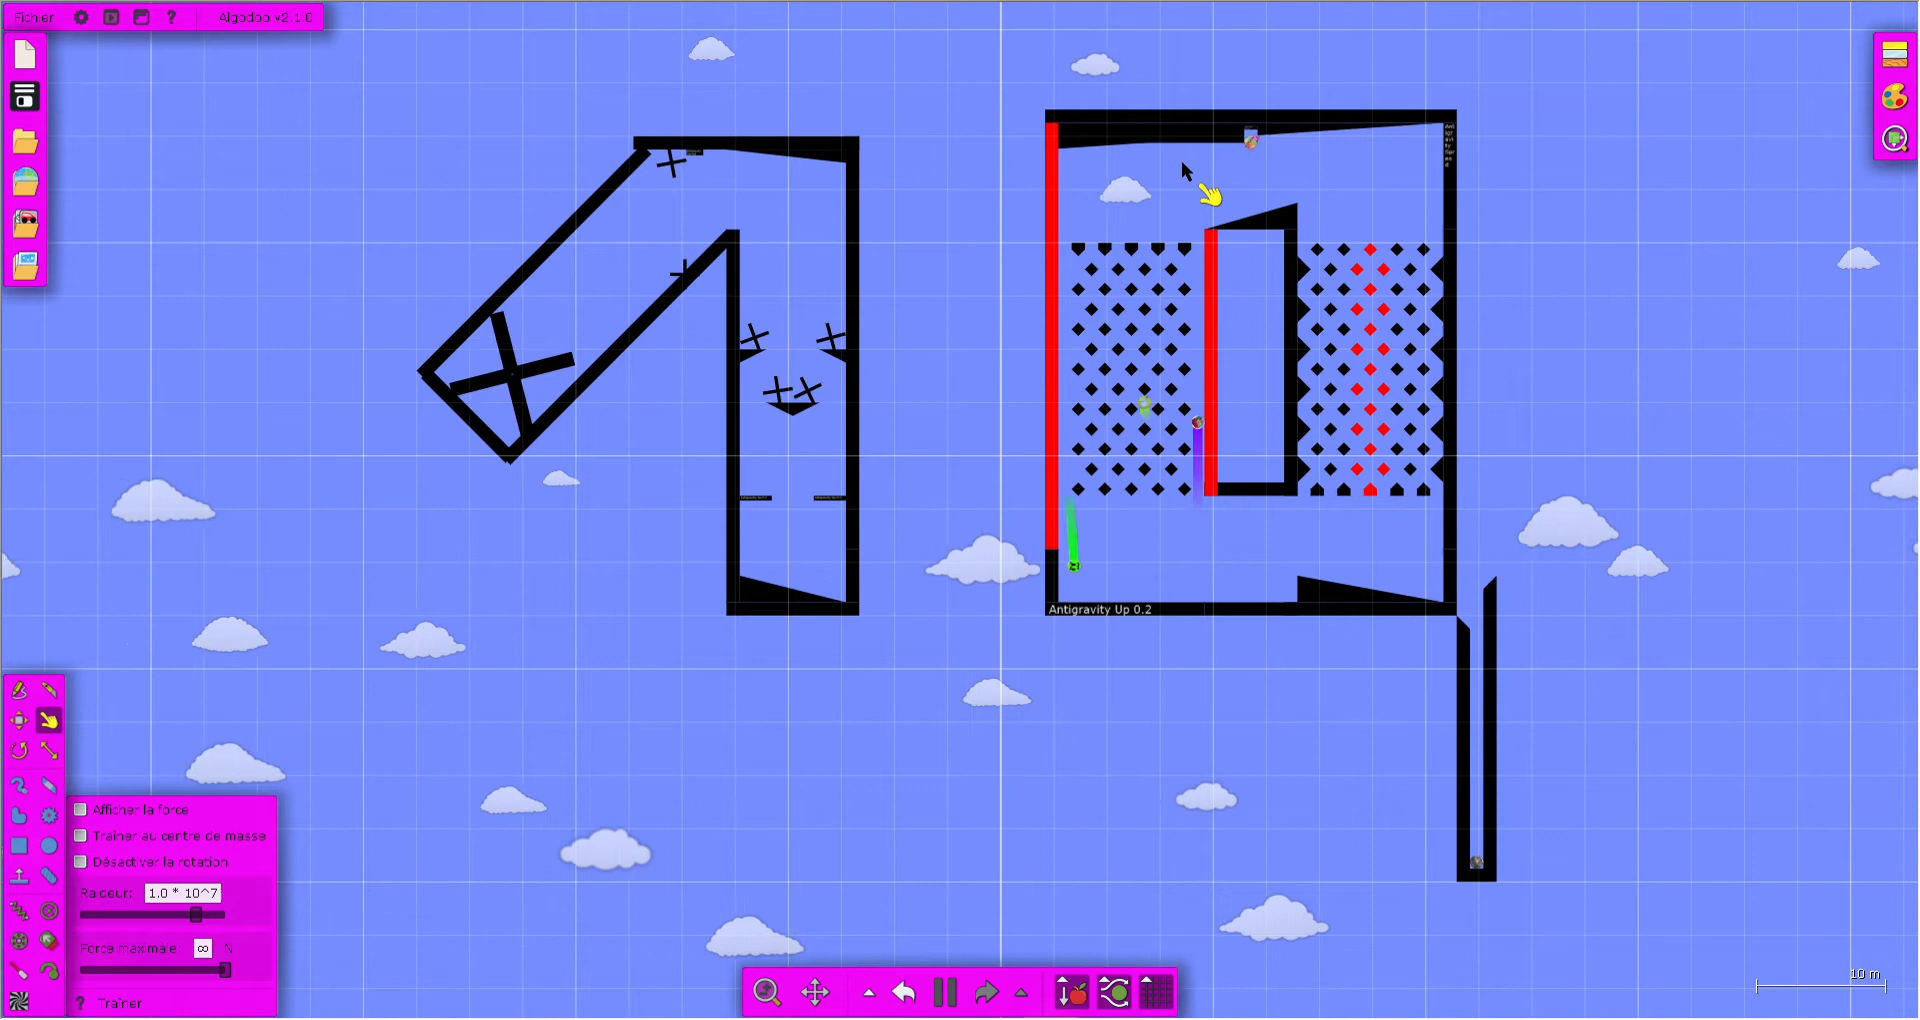 Fichier
?
Algodoo v2.1.0
Antigravity Up 0.2
Afficher la force
Traîner au centre de masse
Désactiver la rotation
Raideur: 1.0 * 10^7
Force maximale: ∞ N
? Traîner
10 m